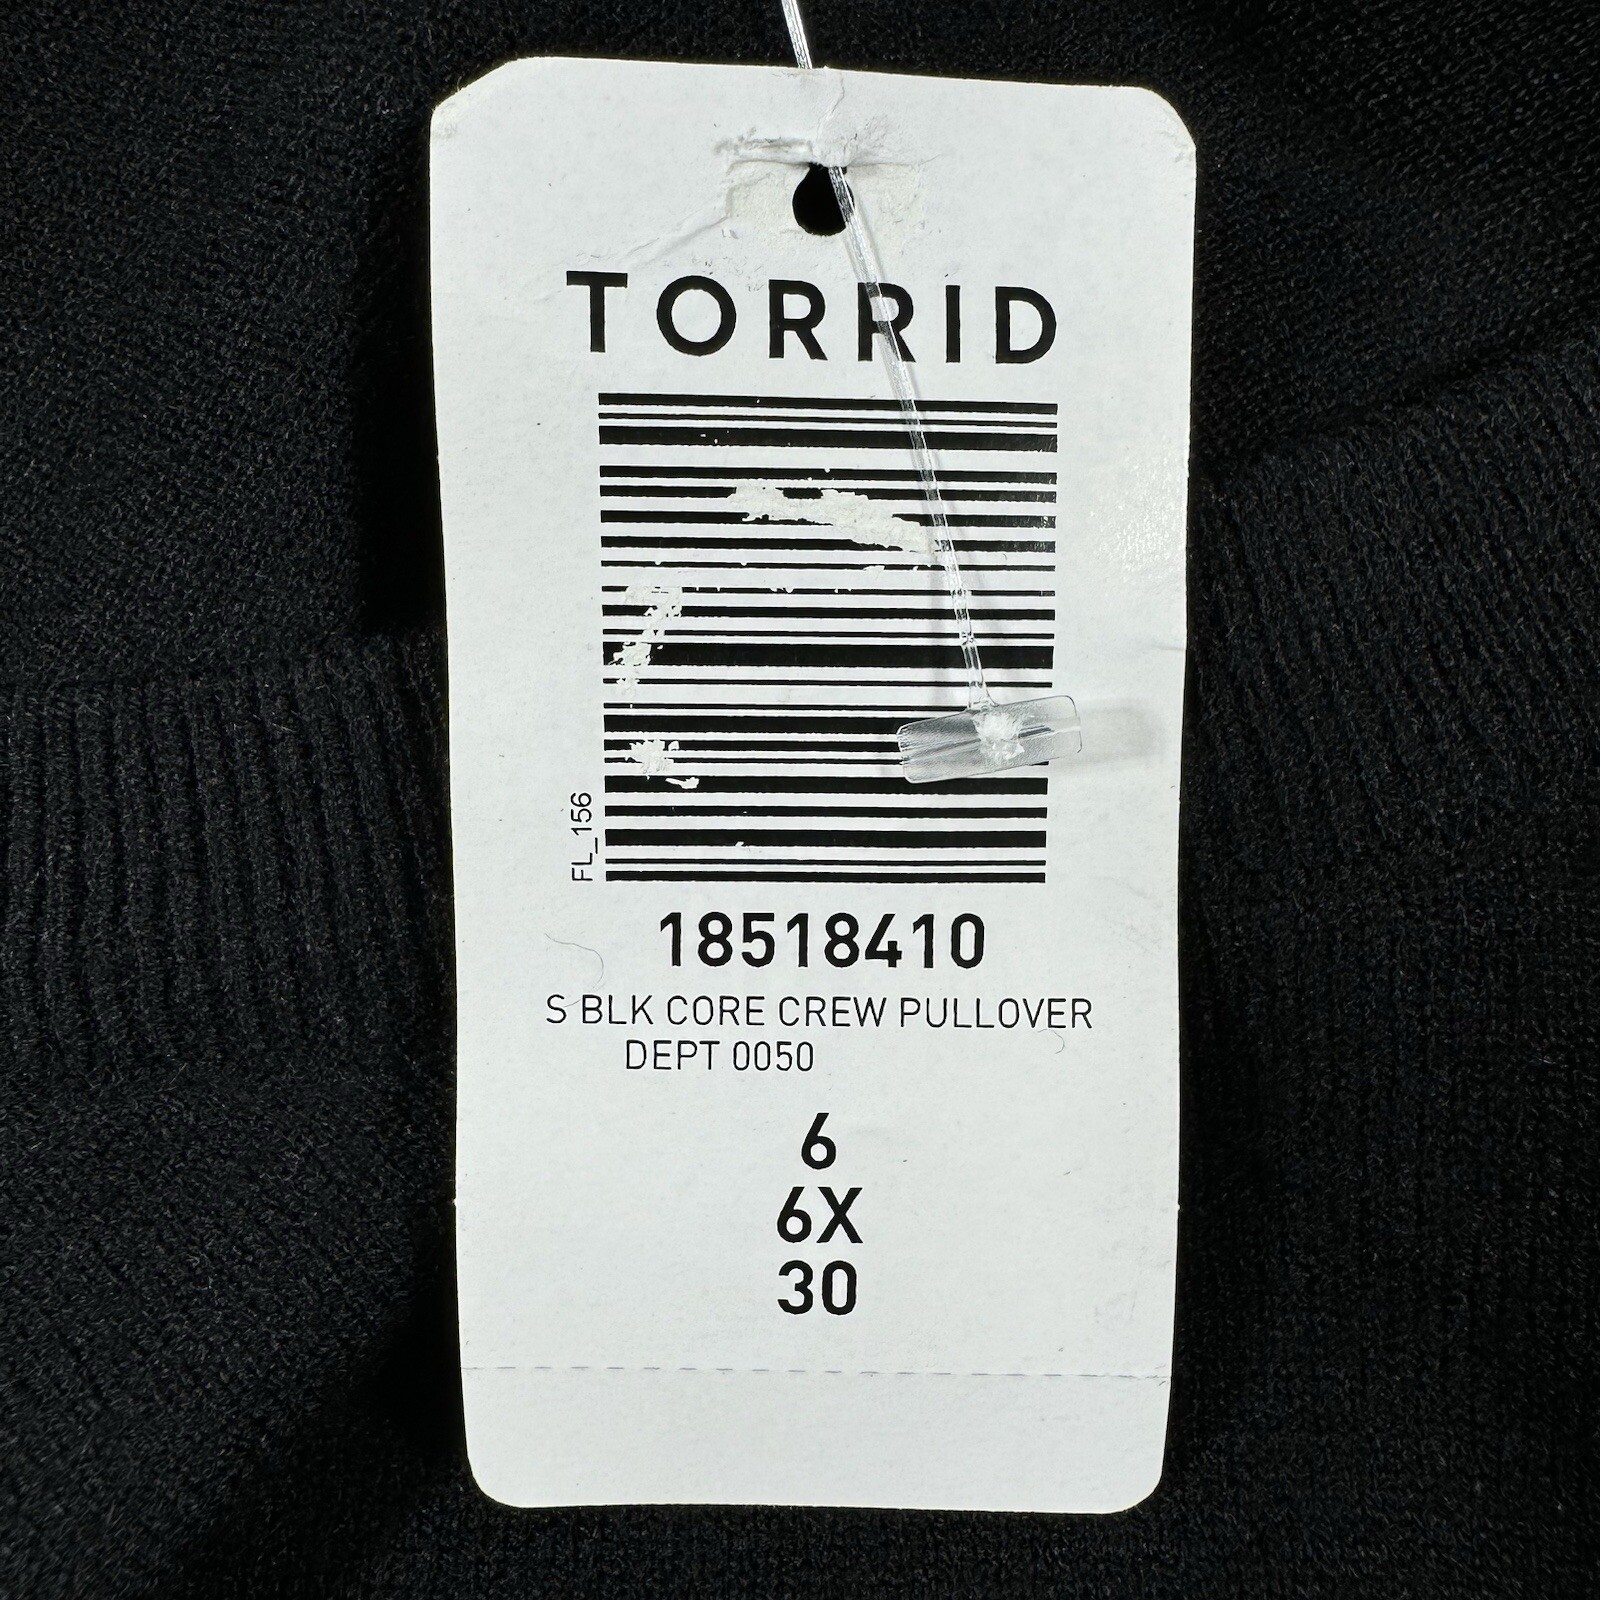 TORRID
FL_156
18518410
S BLK CORE CREW PULLOVER
DEPT 0050
6
6X
30